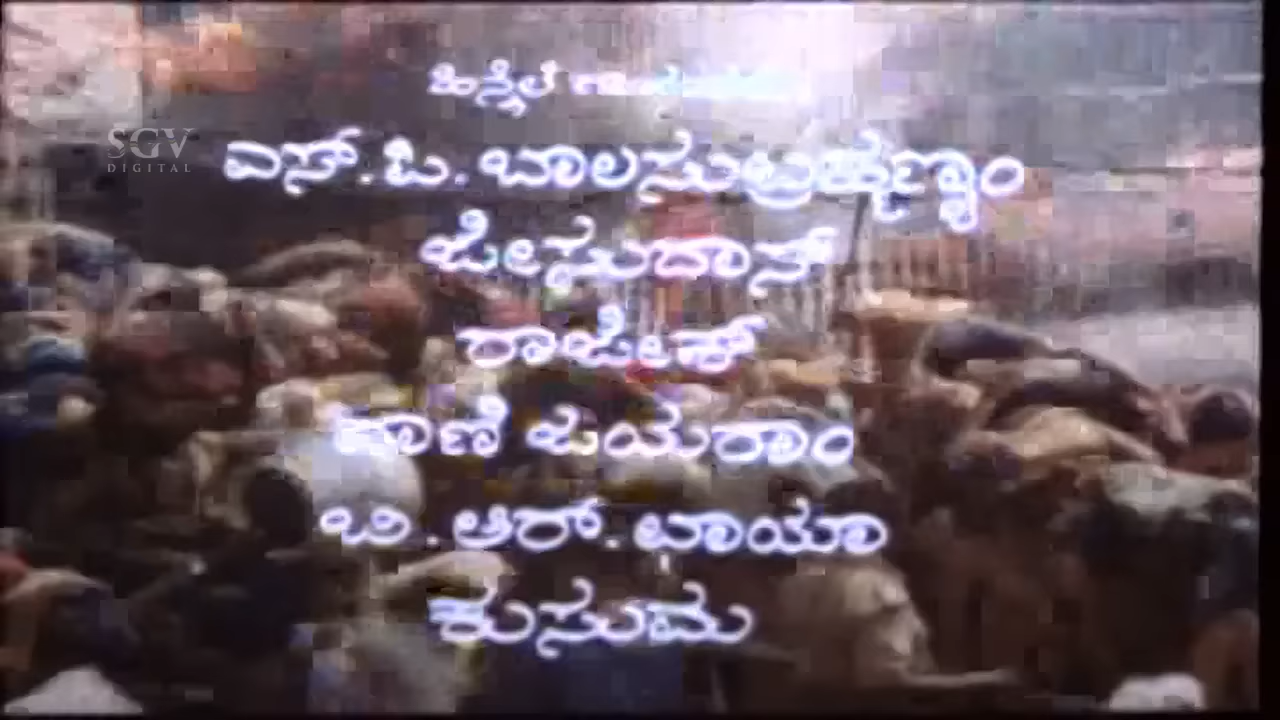 ಹಿನ್ನೆಲೆ
SGV
DIGITAL
ಎಸ್.ಪಿ.ಬಾಲಸುಬ್ರಹ್ಮಣ್ಯಾಂ
ಜೇಸುದಾಸ್
ರಾಜೇಶ್
ವಾಣಿ ಜಯರಾಂ
ಬಿ.ಆರ್.ಛಾಯಾ
ಕುಸುಮ